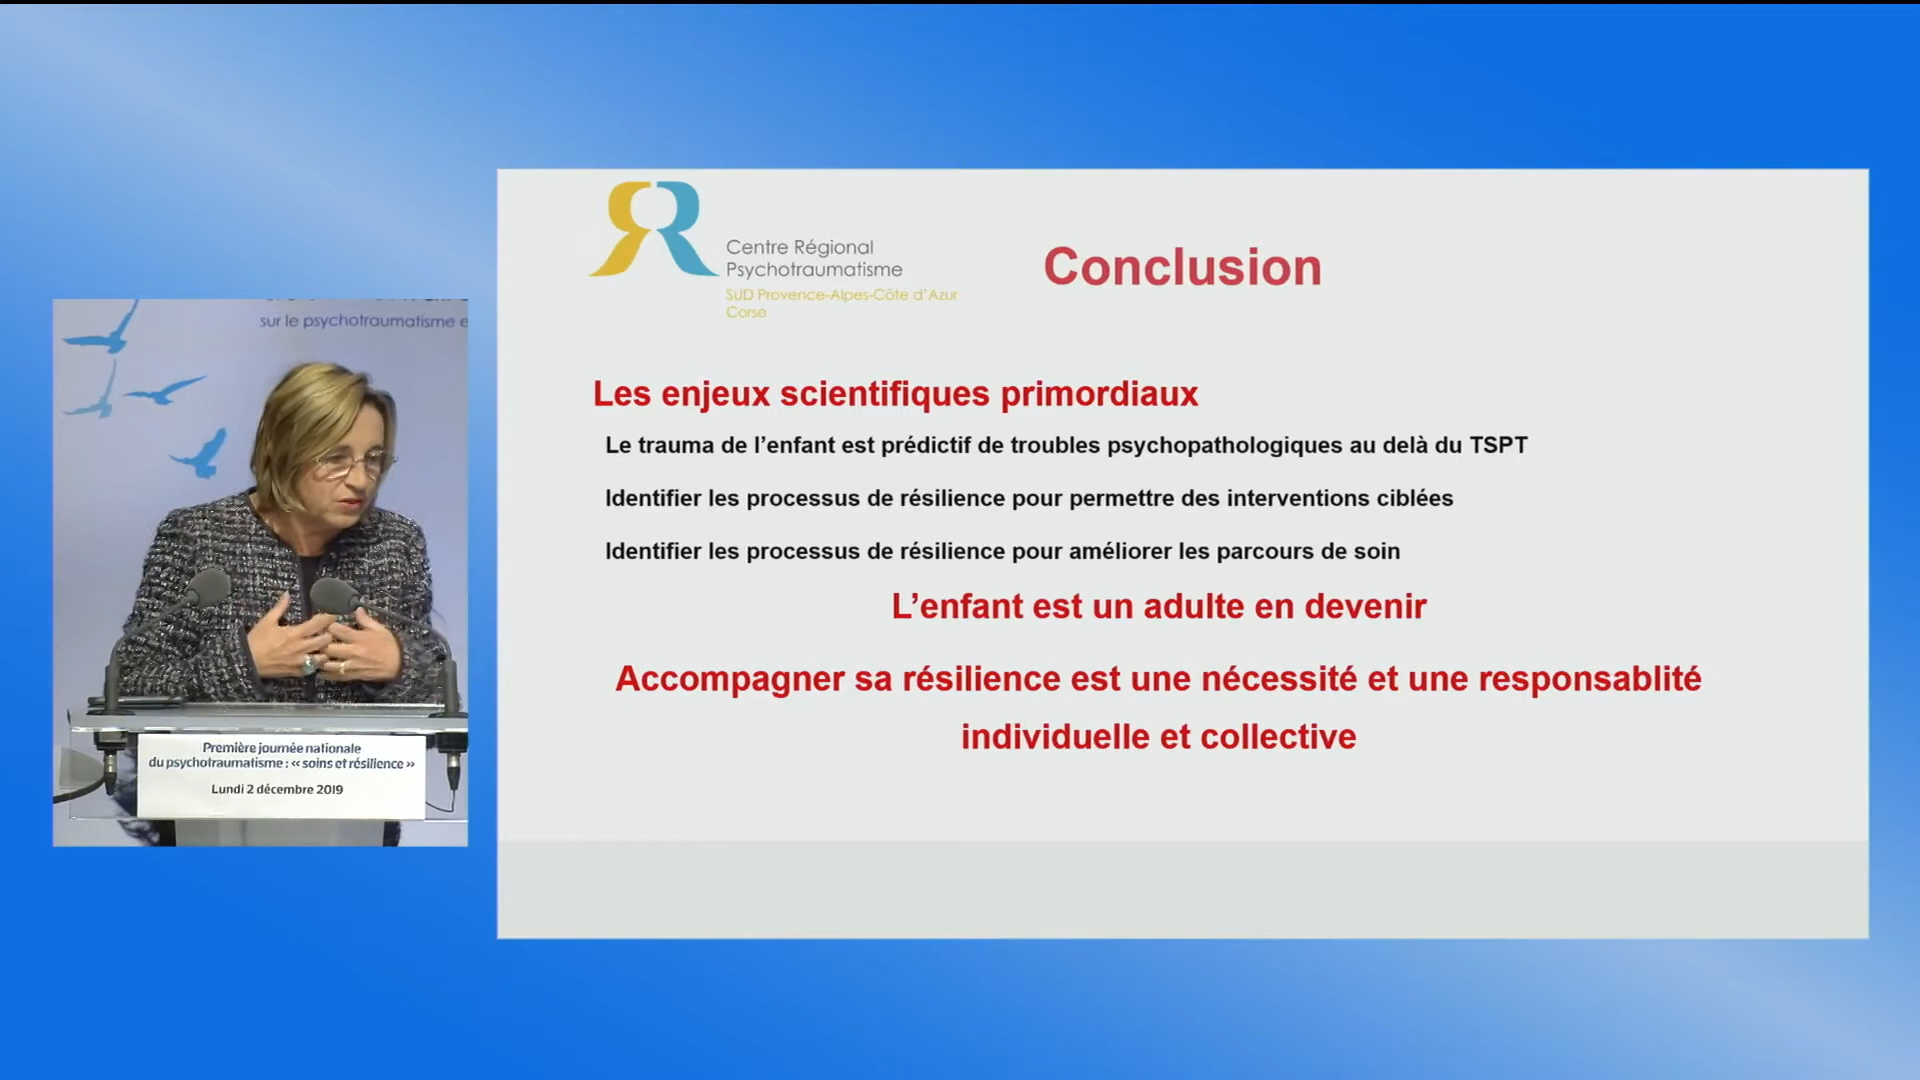 sur le psychotraumatisme e
Première journée nationale
du psychotraumatisme : « soins et résilience »
Lundi 2 décembre 2019
Centre Régional
Psychotraumatisme
SUD Provence-Alpes-Côte d'Azur
Corse
Conclusion
Les enjeux scientifiques primordiaux
Le trauma de l’enfant est prédictif de troubles psychopathologiques au delà du TSPT
Identifier les processus de résilience pour permettre des interventions ciblées
Identifier les processus de résilience pour améliorer les parcours de soin
L’enfant est un adulte en devenir
Accompagner sa résilience est une nécessité et une responsablité
individuelle et collective